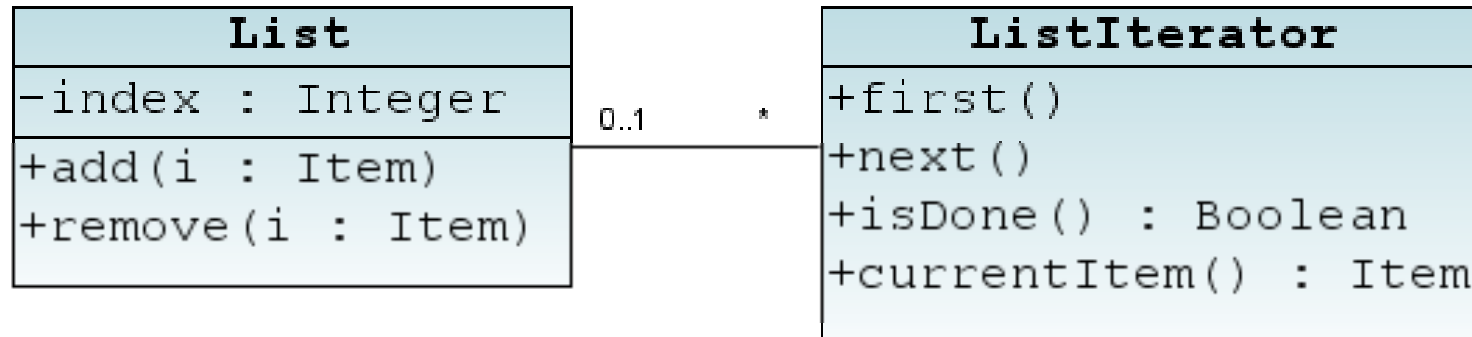 List
-index : Integer
+add(i : Item)
+remove(i : Item)
0..1 *
ListIterator
+first()
+next()
+isDone() : Boolean
+currentItem() : Item